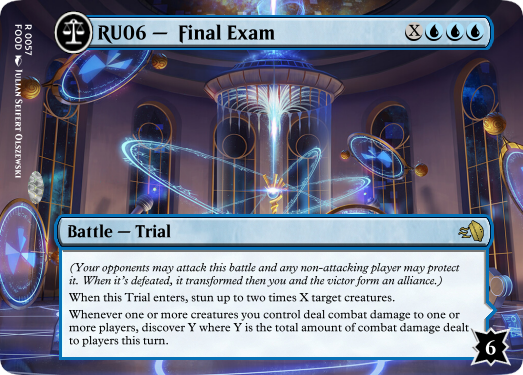 RU06 — Final Exam
X
Battle — Trial
(Your opponents may attack this battle and any non-attacking player may protect
it. When it's defeated, it transformed then you and the victor form an alliance.)
When this Trial enters, stun up to two times X target creatures.
Whenever one or more creatures you control deal combat damage to one or
more players, discover Y where Y is the total amount of combat damage dealt
to players this turn.
6
R 0057
FOOD JULIAN SEIFERT OLSZEWSKI